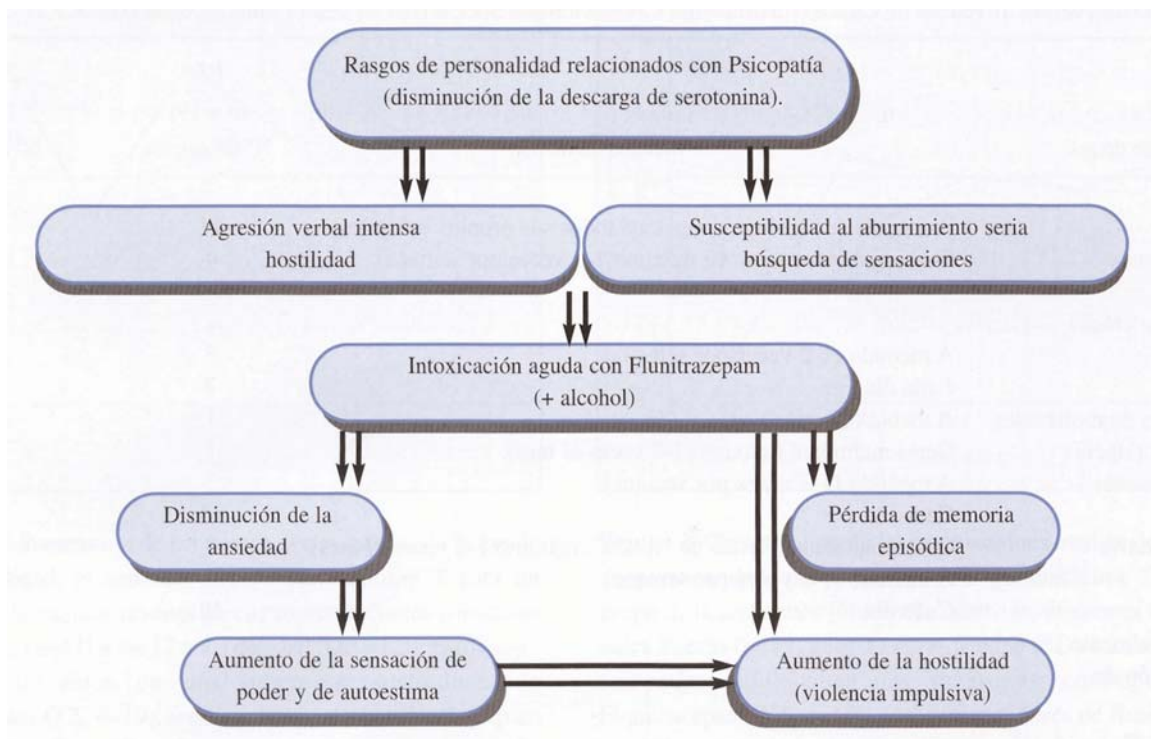 Rasgos de personalidad relacionados con Psicopatía
(disminución de la descarga de serotonina).
Agresión verbal intensa
hostilidad
Susceptibilidad al aburrimiento seria
búsqueda de sensaciones
Intoxicación aguda con Flunitrazepam
(+ alcohol)
Disminución de la
ansiedad
Pérdida de memoria
episódica
Aumento de la sensación de
poder y de autoestima
Aumento de la hostilidad
(violencia impulsiva)